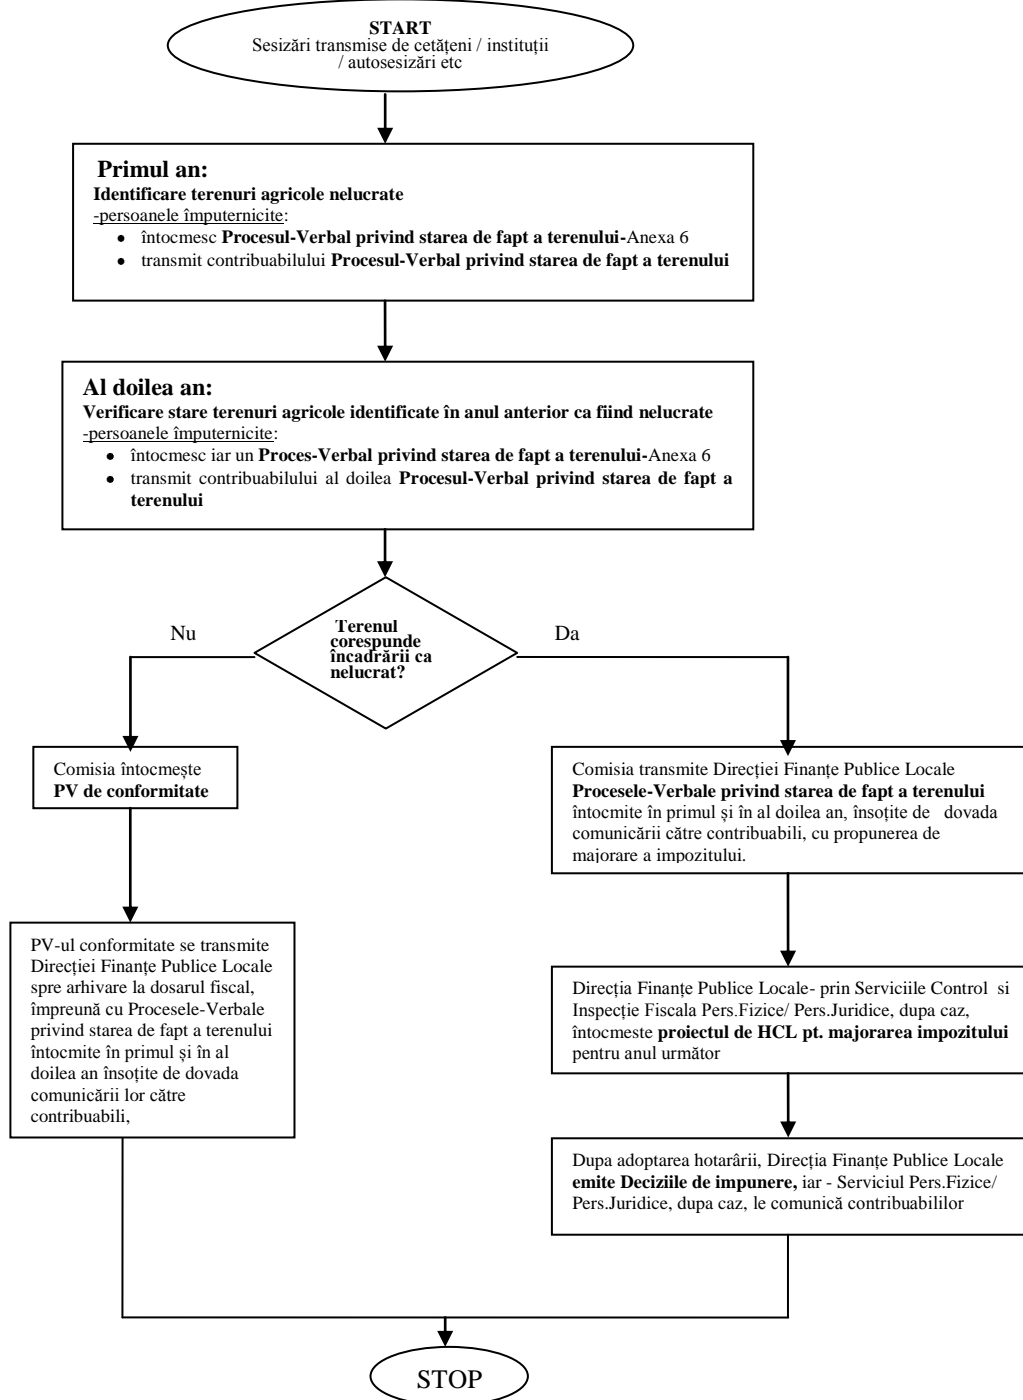 START
Sesizări transmise de cetățeni / instituții
/ autosesizări etc
Primul an:
Identificare terenuri agricole nelucrate
-persoanele împuternicite:
• întocmesc Procesul-Verbal privind starea de fapt a terenului-Anexa 6
• transmit contribuabilului Procesul-Verbal privind starea de fapt a terenului
Al doilea an:
Verificare stare terenuri agricole identificate în anul anterior ca fiind nelucrate
-persoanele împuternicite:
• întocmesc iar un Proces-Verbal privind starea de fapt a terenului-Anexa 6
• transmit contribuabilului al doilea Procesul-Verbal privind starea de fapt a
terenului
Terenul
corespunde
încadrării ca
nelucrat?
Nu
Da
Comisia întocmește
PV de conformitate
PV-ul conformitate se transmite
Direcției Finanțe Publice Locale
spre arhivare la dosarul fiscal,
împreună cu Procesele-Verbale
privind starea de fapt a terenului
întocmite în primul și în al
doilea an însoțite de dovada
comunicării lor către
contribuabili,
Comisia transmite Direcției Finanțe Publice Locale
Procesele-Verbale privind starea de fapt a terenului
întocmite în primul și în al doilea an, însoțite de dovada
comunicării către contribuabili, cu propunerea de
majorare a impozitului.
Direcția Finanțe Publice Locale- prin Serviciile Control si
Inspecție Fiscala Pers.Fizice/ Pers.Juridice, dupa caz,
întocmeste proiectul de HCL pt. majorarea impozitului
pentru anul următor
Dupa adoptarea hotarârii, Direcția Finanțe Publice Locale
emite Deciziile de impunere, iar - Serviciul Pers.Fizice/
Pers.Juridice, dupa caz, le comunică contribuabililor
STOP